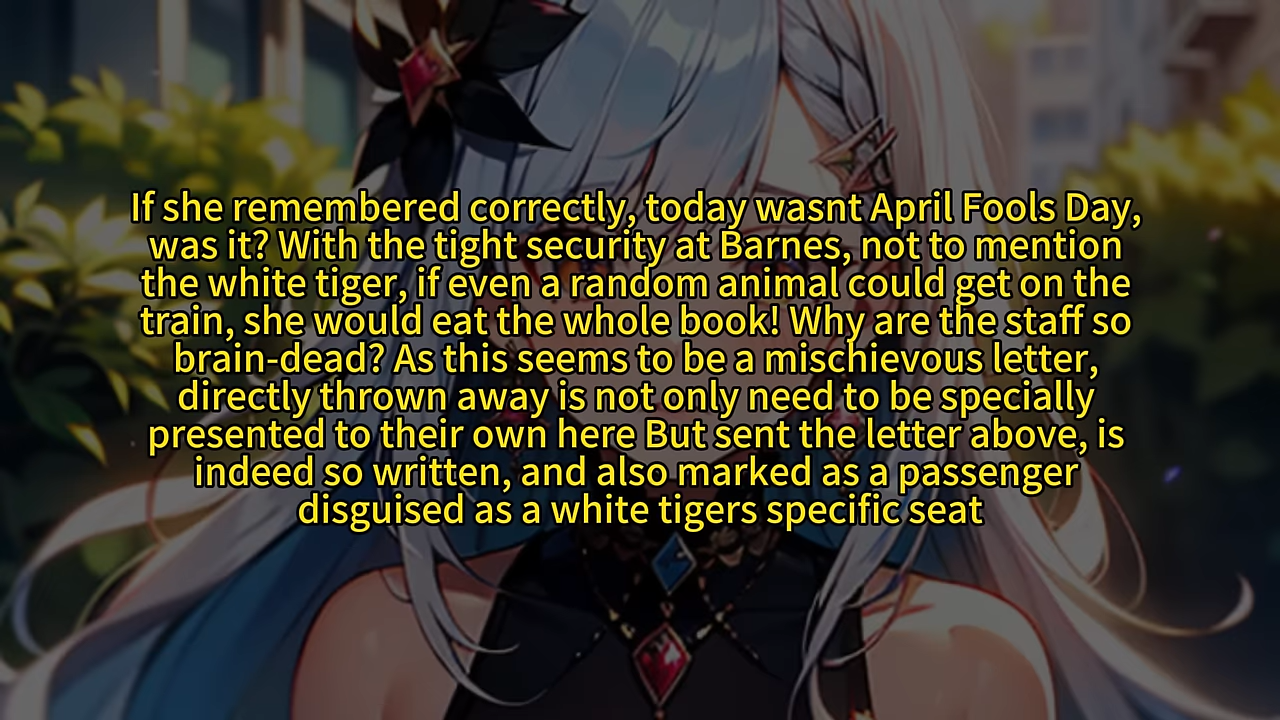 If she remembered correctly, today wasnt April Fools Day,
was it? With the tight security at Barnes, not to mention
the white tiger, if even a random animal could get on the
train, she would eat the whole book! Why are the staff so
brain-dead? As this seems to be a mischievous letter,
directly thrown away is not only need to be specially
presented to their own here But sent the letter above, is
indeed so written, and also marked as a passenger
disguised as a white tigers specific seat